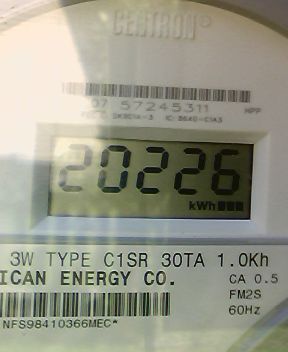 CENTRON®
07 57245311 HPP
20226
kWh
3W TYPE C1SR 30TA 1.0Kh
ICAN ENERGY CO. CA 0.5
FM2S
60Hz
NFS98410366MEC*